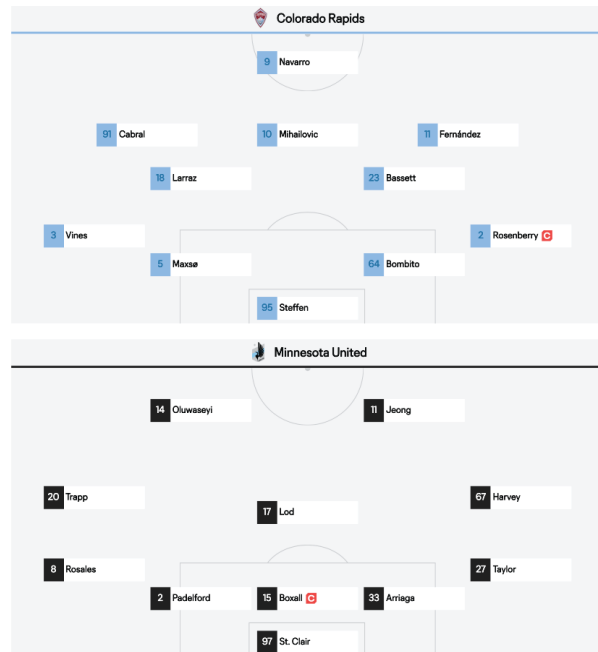 Colorado Rapids
9 Navarro
91 Cabral
10 Mihailovic
11 Fernández
18 Larraz
23 Bassett
3 Vines
2 Rosenberry C
5 Maxsø
64 Bombito
95 Steffen
Minnesota United
14 Oluwaseyi
11 Jeong
20 Trapp
67 Harvey
17 Lod
8 Rosales
27 Taylor
2 Padelford
15 Boxall C
33 Arriaga
97 St. Clair